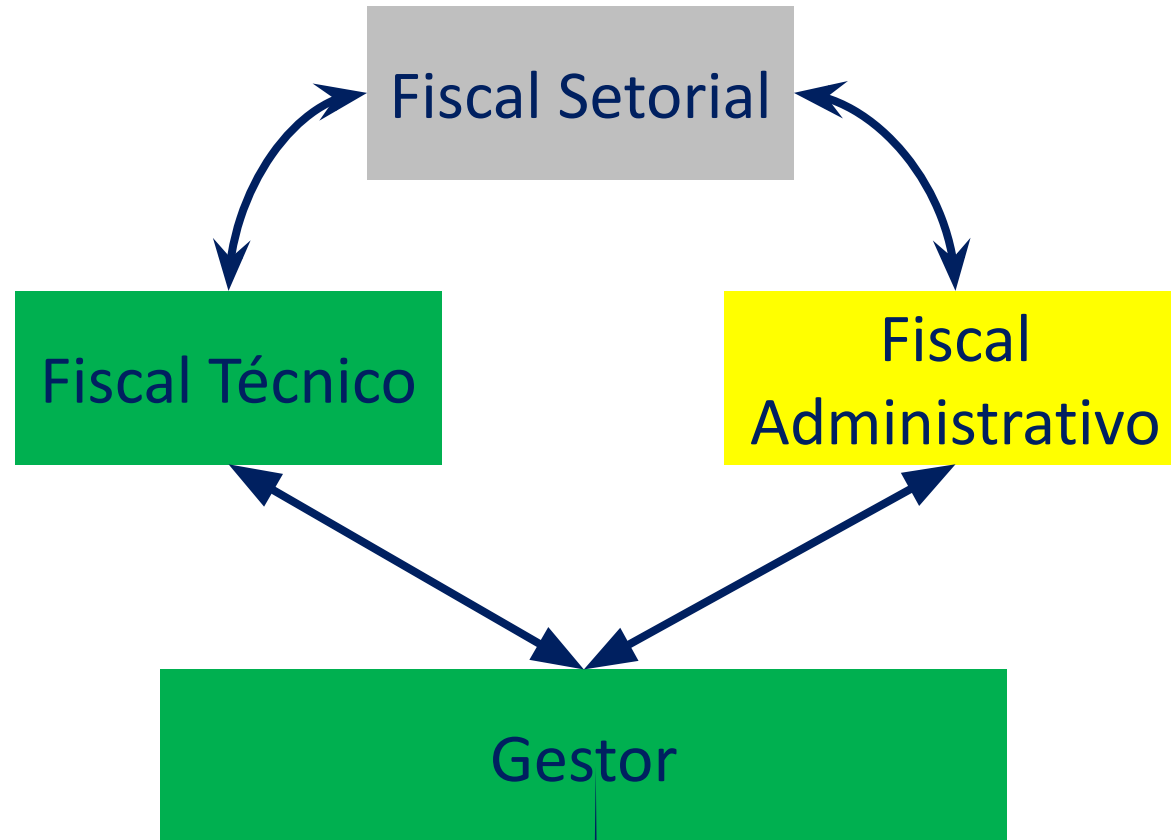 Fiscal Setorial
Fiscal Técnico
Fiscal
Administrativo
Gestor